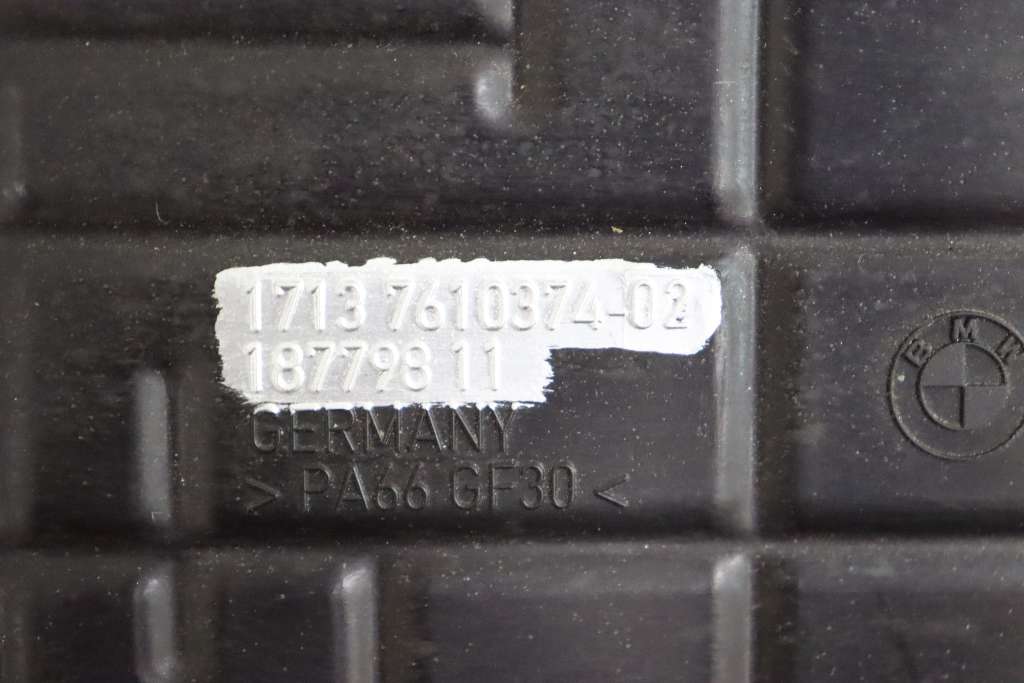 1713 7610374-02
187798 11
GERMANY
> PA66 GF30 <
BMW